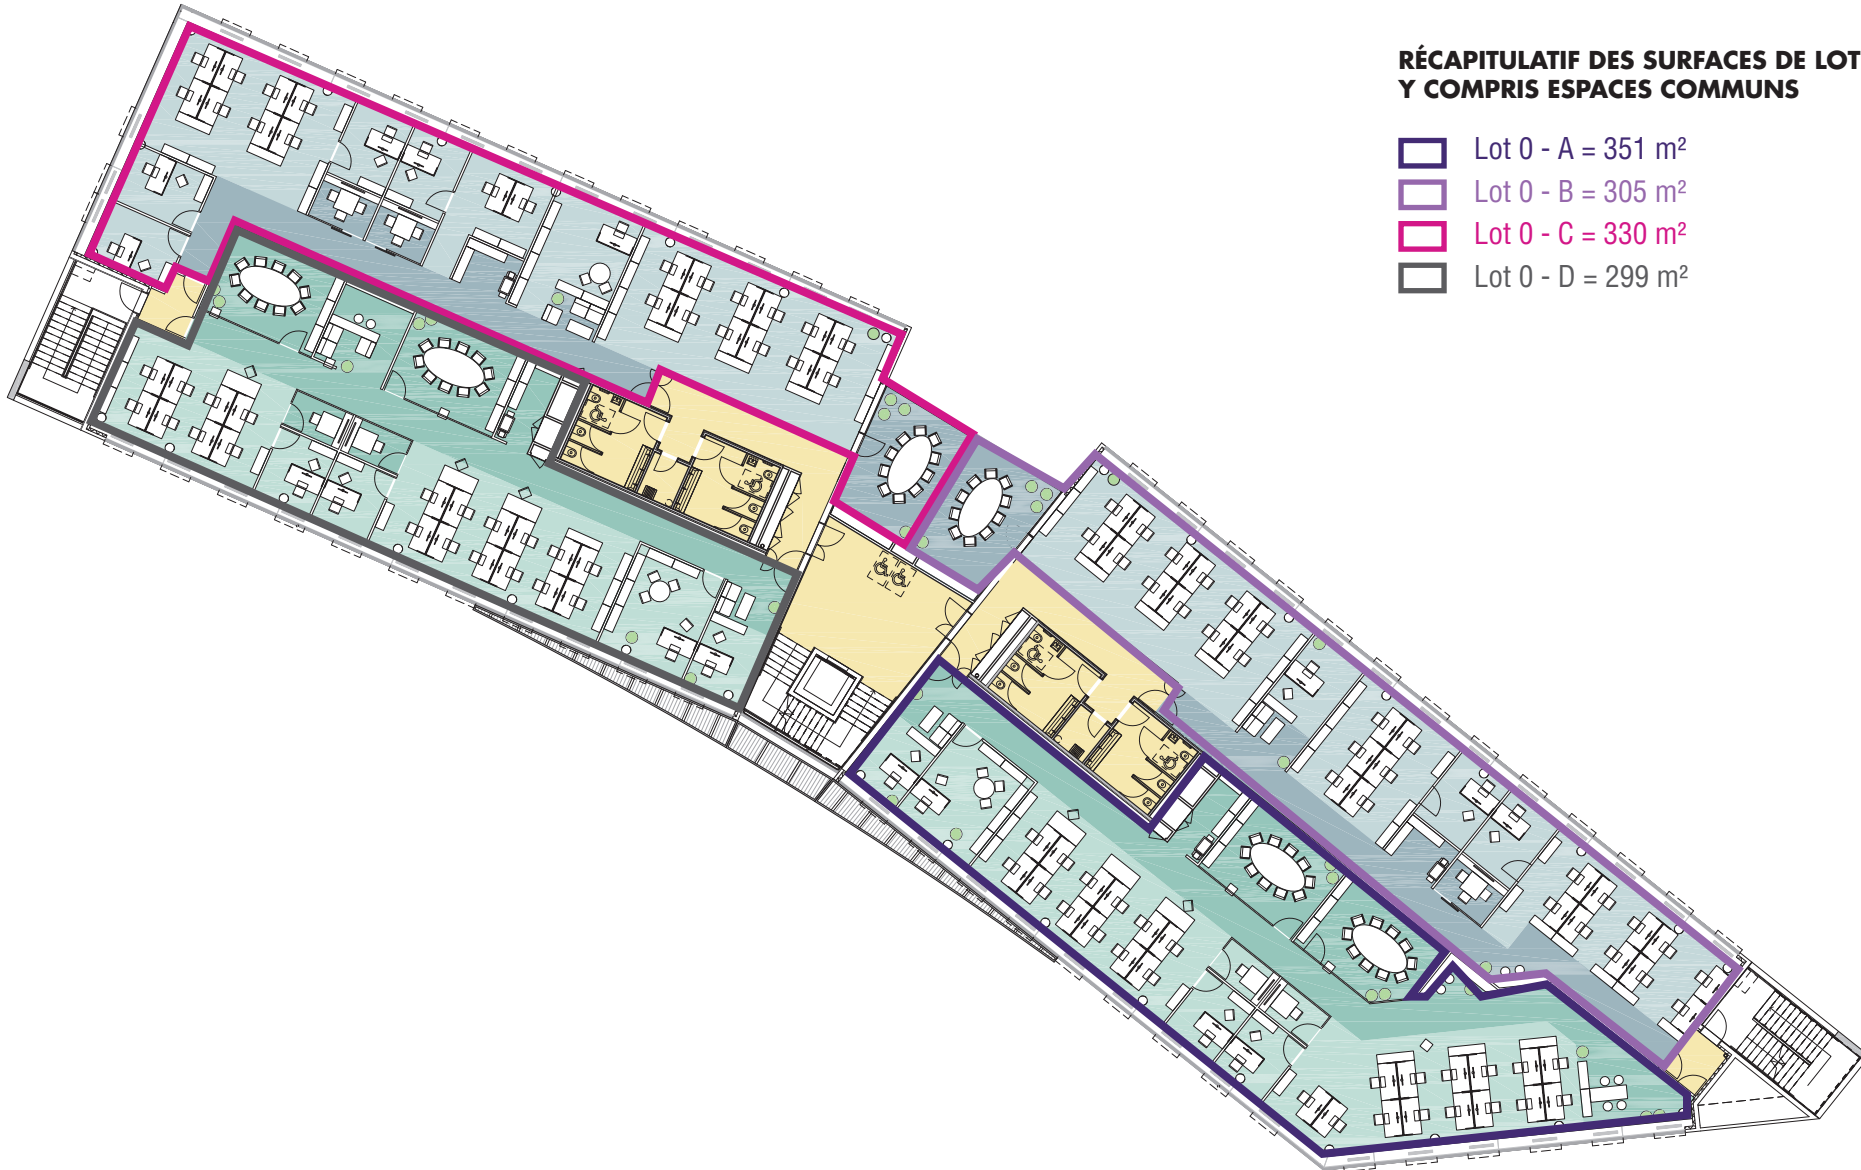 RÉCAPITULATIF DES SURFACES DE LOT
Y COMPRIS ESPACES COMMUNS
Lot 0 - A = 351 m²
Lot 0 - B = 305 m²
Lot 0 - C = 330 m²
Lot 0 - D = 299 m²